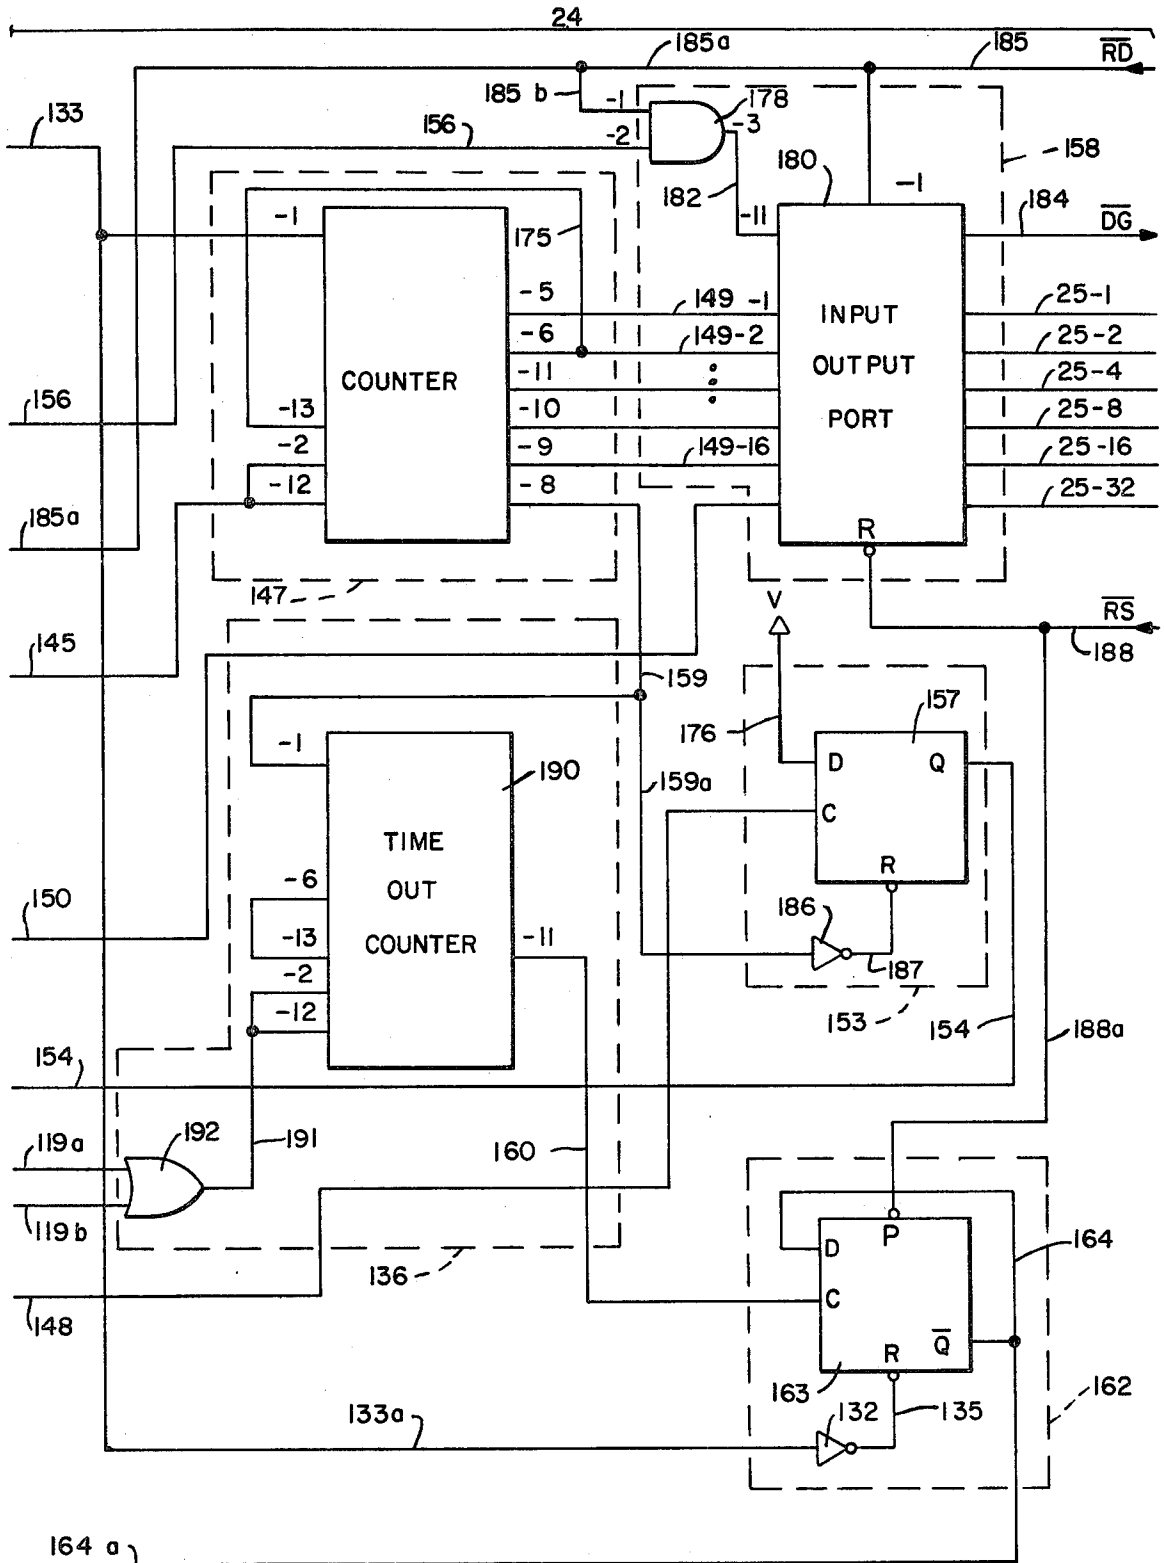 24
185a
185
RD
133
185 b
-1
178
-3
-2
156
158
180
-1
182
-11
184
DG
-1
175
-5
149 -1
25-1
INPUT
-6
149-2
25-2
COUNTER
-11
OUTPUT
25-4
-13
-10
PORT
25-8
156
-2
-9
149-16
25-16
-12
-8
25-32
185a
R
147
V
RS
145
159
188
157
176
-1
190
D
Q
159a
C
TIME
-6
OUT
R
150
-13
COUNTER
-11
186
-2
187
-12
153
154
188a
154
119a
192
191
160
119b
P
164
D
136
C
148
Q
R
163
162
133a
132
135
164 a